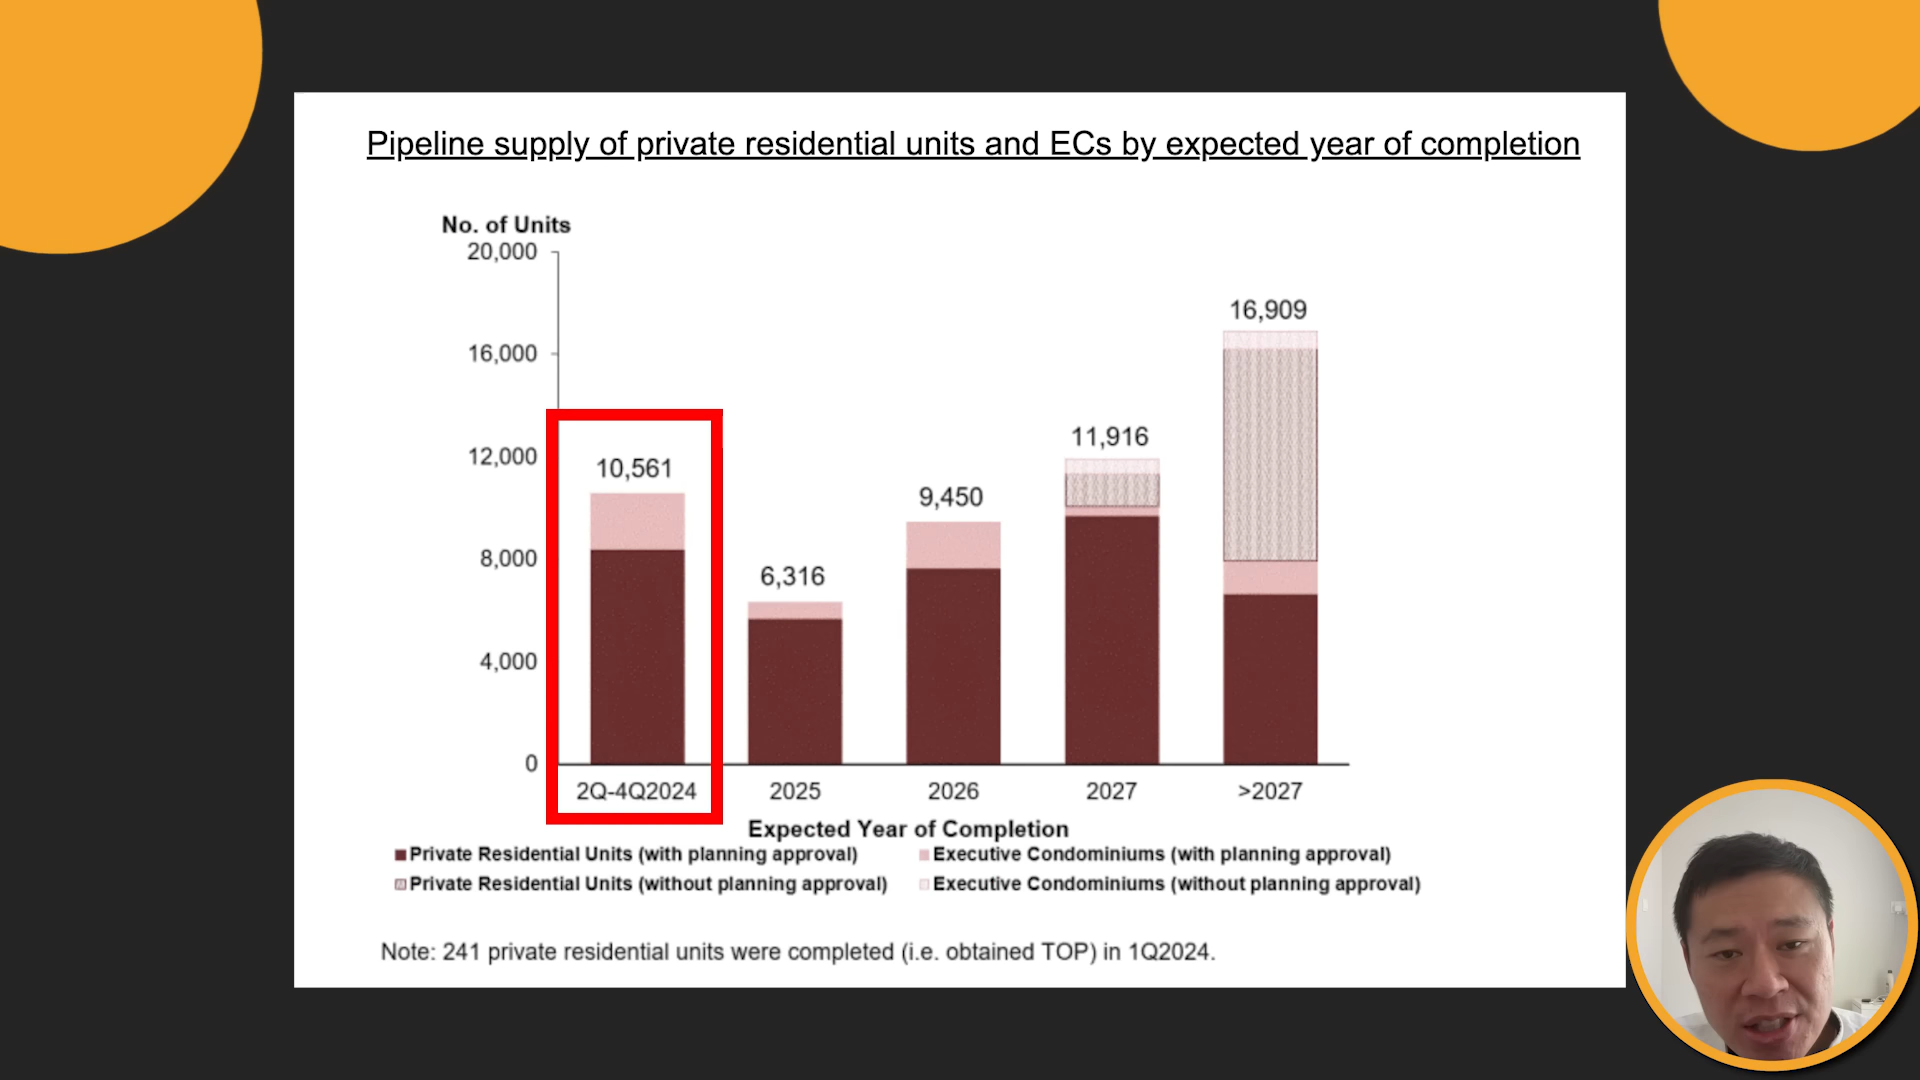 Pipeline supply of private residential units and ECs by expected year of completion
No. of Units
20,000
16,000
12,000
8,000
4,000
0
10,561
6,316
9,450
11,916
16,909
2Q-4Q2024
2025
2026
2027
>2027
Expected Year of Completion
Private Residential Units (with planning approval)
Executive Condominiums (with planning approval)
Private Residential Units (without planning approval)
Executive Condominiums (without planning approval)
Note: 241 private residential units were completed (i.e. obtained TOP) in 1Q2024.